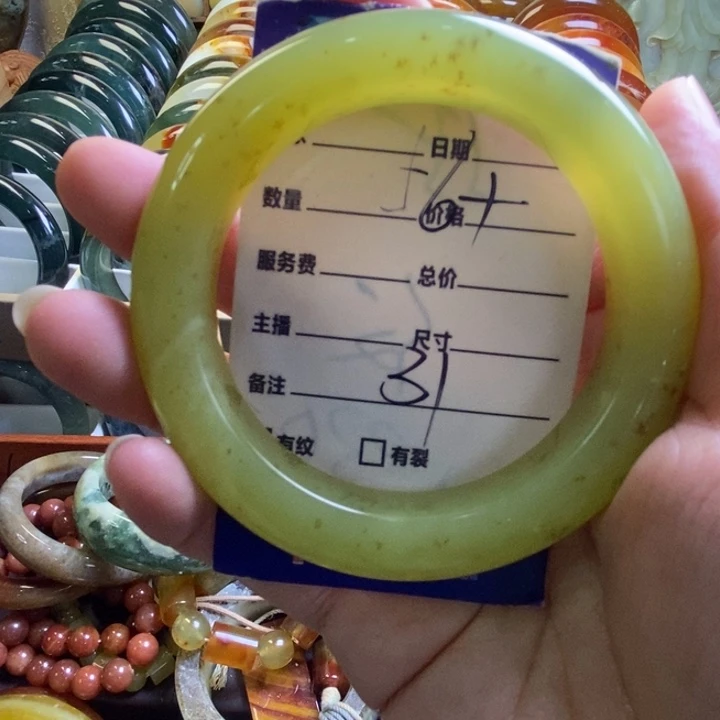 日期
数量 价格
服务费 总价
主播 尺寸
备注 31
有纹 □有裂